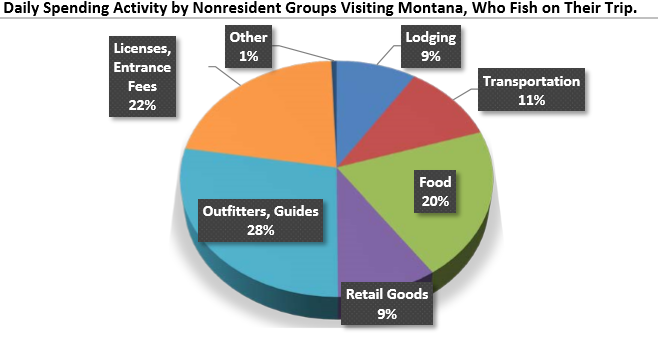 Daily Spending Activity by Nonresident Groups Visiting Montana, Who Fish on Their Trip.
Other
1%
Lodging
9%
Licenses,
Entrance
Fees
22%
Transportation
11%
Food
20%
Outfitters, Guides
28%
Retail Goods
9%